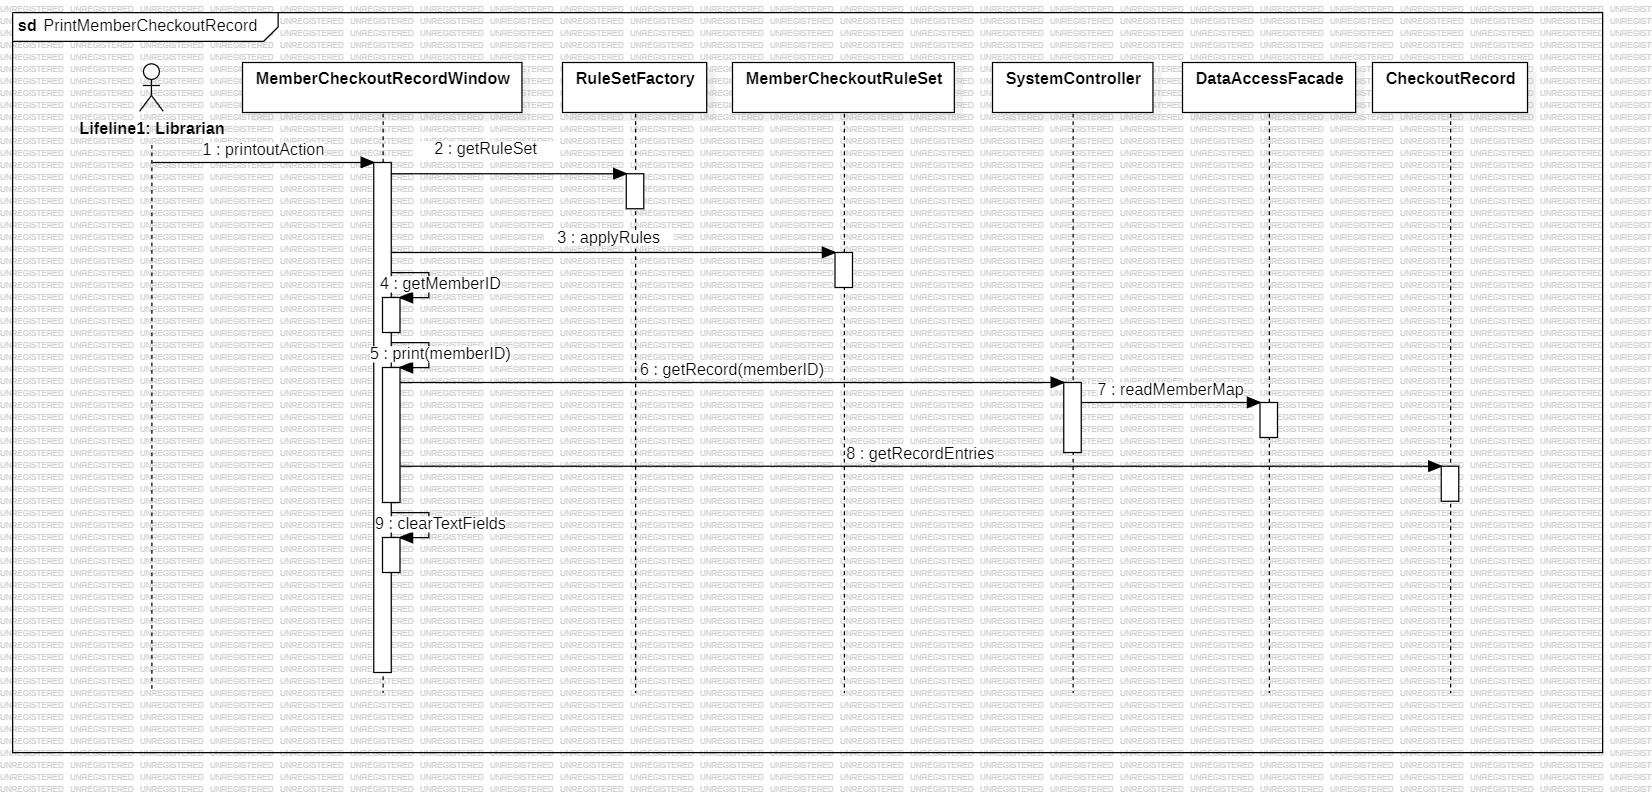 sd PrintMemberCheckoutRecord
MemberCheckoutRecordWindow
RuleSetFactory
MemberCheckoutRuleSet
SystemController
DataAccessFacade
CheckoutRecord
Lifeline1: Librarian
1 : printoutAction
2 : getRuleSet
3 : applyRules
4 : getMemberID
5 : print(memberID)
6 : getRecord(memberID)
7 : readMemberMap
8 : getRecordEntries
9 : clearTextFields
UNREGISTERED